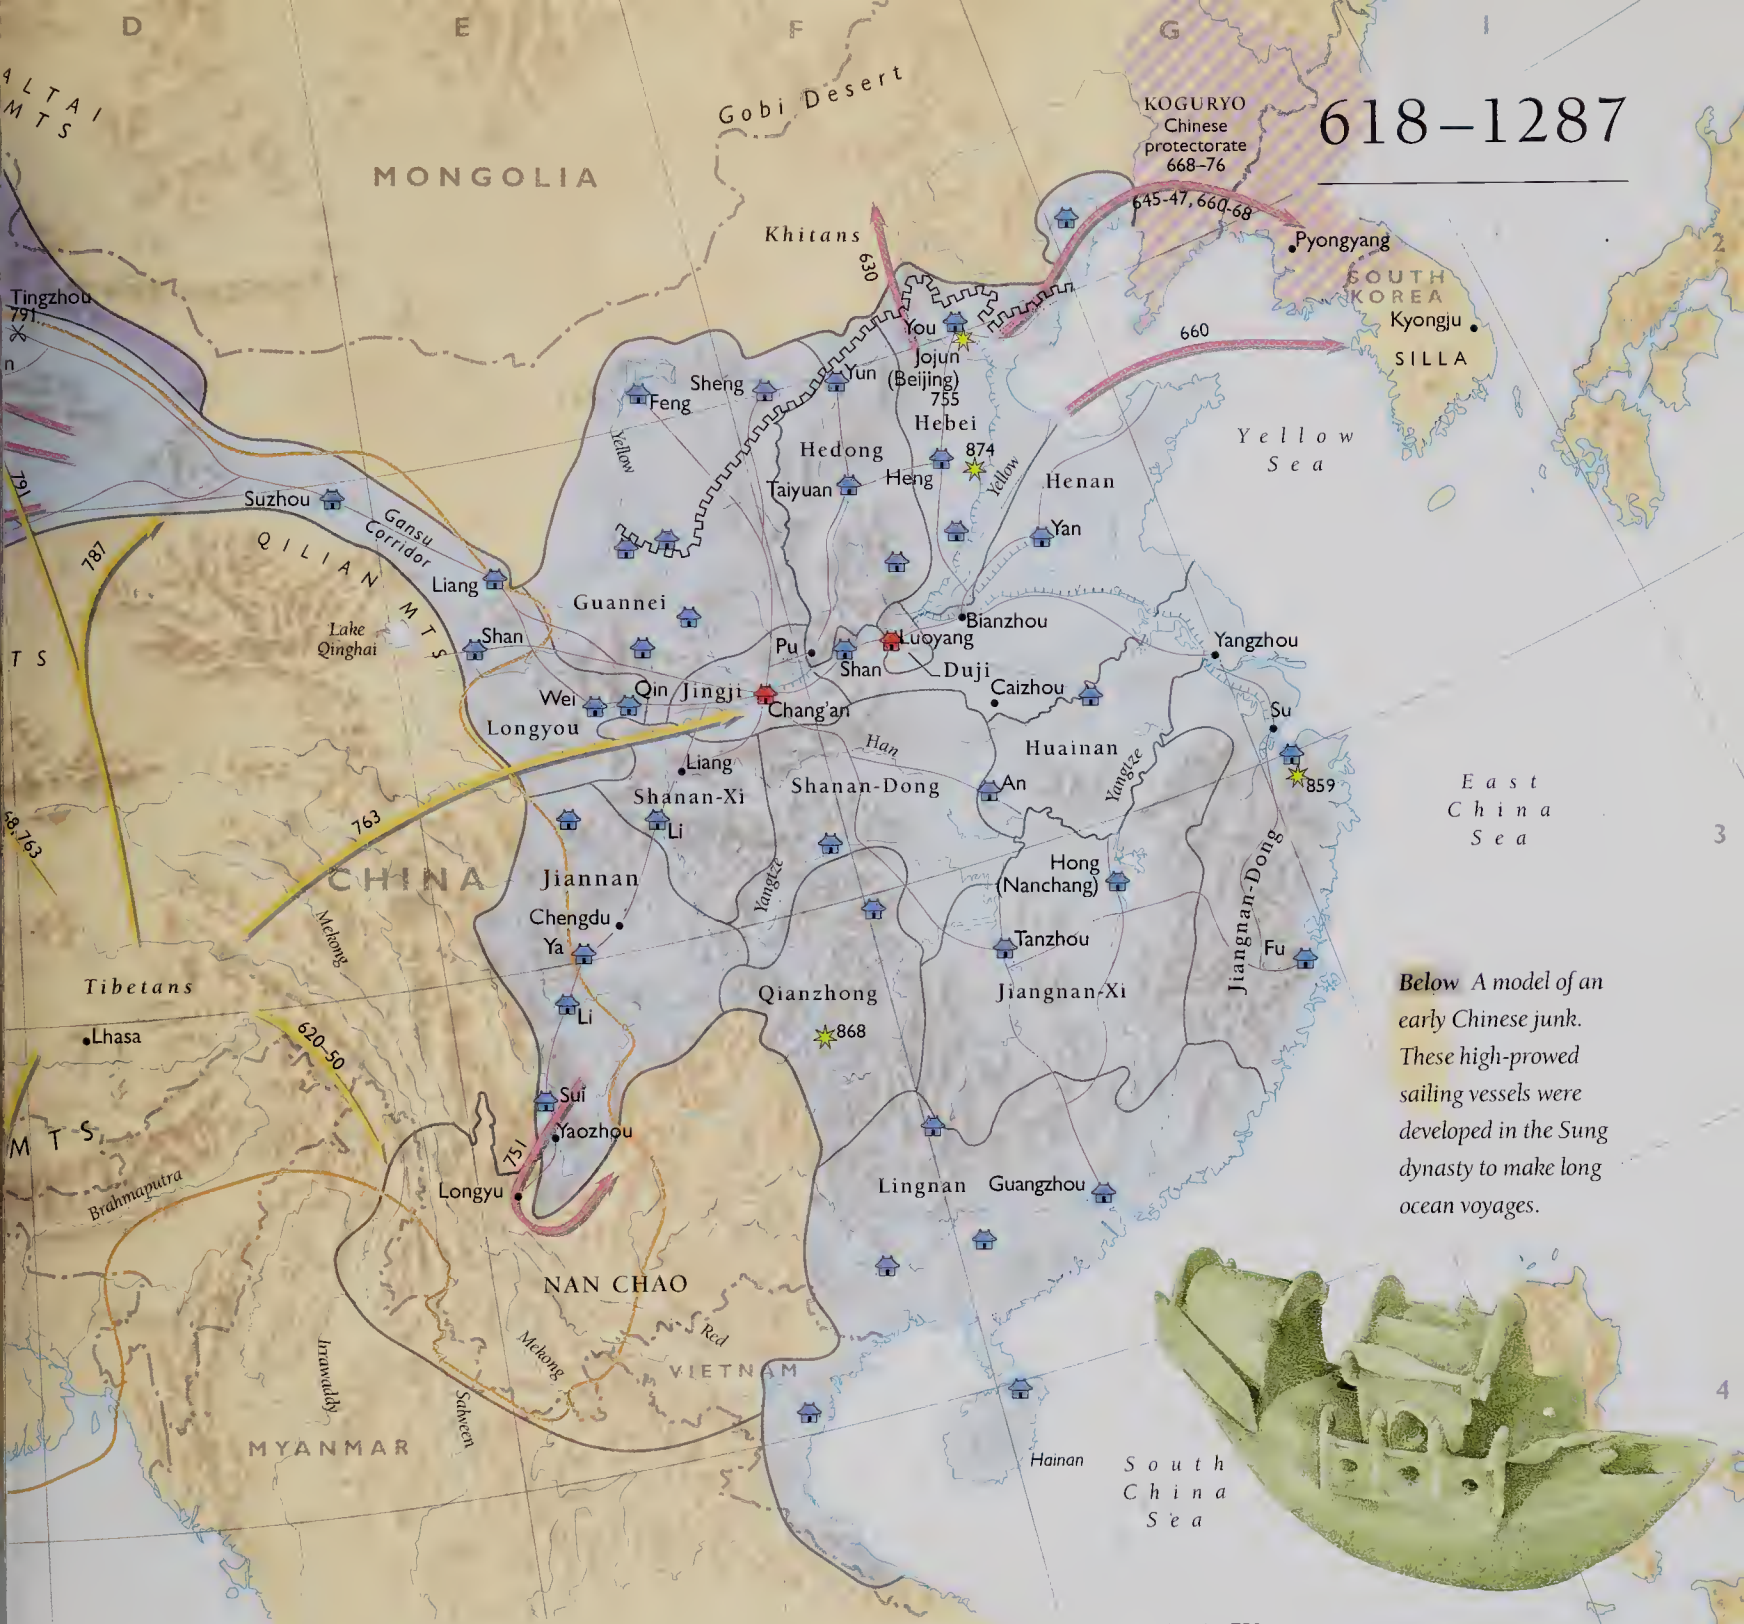 D
E
F
G
I
618–1287
ALTAI
MTS
Gobi Desert
MONGOLIA
KOGURYO
Chinese
protectorate
668–76
645-47, 660-68
Khitans
630
Pyongyang
2
SOUTH
KOREA
Kyongju
SILLA
660
Tingzhou
791
n
You
Jojun
(Beijing)
755
Yun
Sheng
Feng
Yellow
Hebei
Hedong
874
Heng
Taiyuan
Yellow
Henan
Yellow
Sea
791
Suzhou
Gansu
Corridor
QILIAN MTS
787
Yan
Liang
Guannei
Lake
Qinghai
Shan
Bianzhou
Luoyang
Pu
Shan
Duji
Yangzhou
TS
Wei
Qin
Jingji
Chang'an
Caizhou
Su
Longyou
Han
Huainan
Liang
Shanan-Xi
Shanan-Dong
An
Yangtze
859
East
China
Sea
3
763
68, 763
Li
CHINA
Jiannan
Yangtze
Hong
(Nanchang)
Jiangnan-Dong
Chengdu
Mekong
Ya
Tanzhou
Fu
Tibetans
Qianzhong
Jiangnan-Xi
Li
868
Lhasa
620–50
Below A model of an
early Chinese junk.
These high-prowed
sailing vessels were
developed in the Sung
dynasty to make long
ocean voyages.
Sui
Yaozhou
MTS
751
Brahmaputra
Longyu
Lingnan
Guangzhou
NAN CHAO
Red
Mekong
VIETNAM
Irrawaddy
Salween
MYANMAR
Hainan
South
China
Sea
4